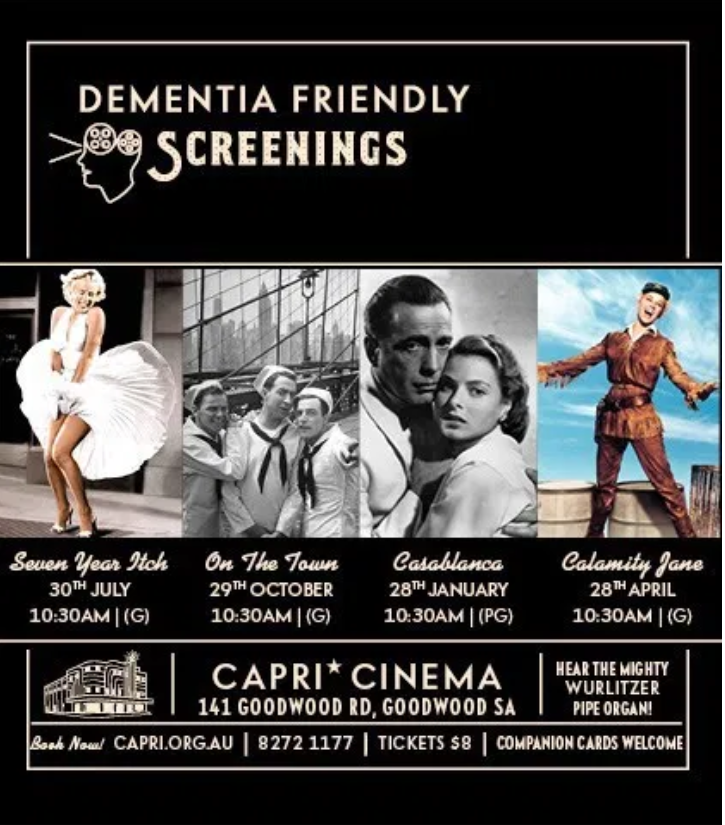 DEMENTIA FRIENDLY
SCREENINGS
Seven Year Itch
30TH JULY
10:30AM | (G)
On The Town
29TH OCTOBER
10:30AM | (G)
Casablanca
28TH JANUARY
10:30AM | (PG)
Calamity Jane
28TH APRIL
10:30AM | (G)
CAPRI★CINEMA
141 GOODWOOD RD, GOODWOOD SA
HEAR THE MIGHTY
WURLITZER
PIPE ORGAN!
Book Now! CAPRI.ORG.AU | 8272 1177 | TICKETS $8 | COMPANION CARDS WELCOME